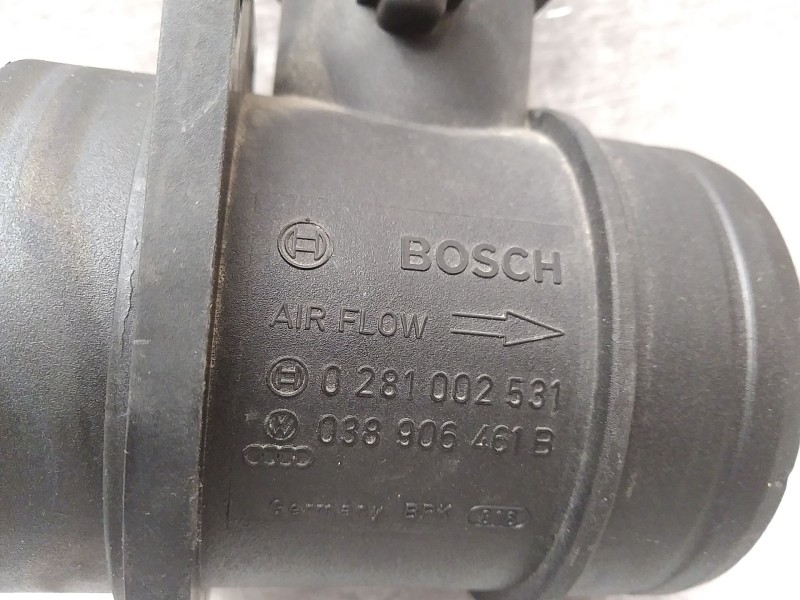 BOSCH
AIR FLOW
0 281 002 531
038 906 461 B
Germany